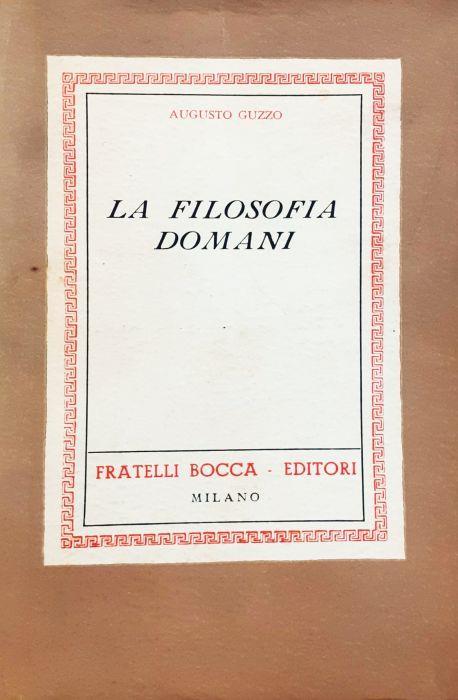 AUGUSTO GUZZO
LA FILOSOFIA
DOMANI
FRATELLI BOCCA - EDITORI
MILANO